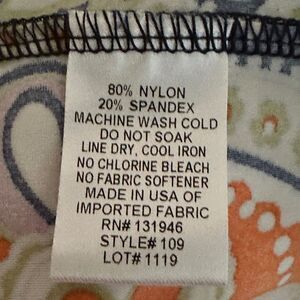 80% NYLON
20% SPANDEX
MACHINE WASH COLD
DO NOT SOAK
LINE DRY, COOL IRON
NO CHLORINE BLEACH
NO FABRIC SOFTENER
MADE IN USA OF
IMPORTED FABRIC
RN# 131946
STYLE# 109
LOT# 1119